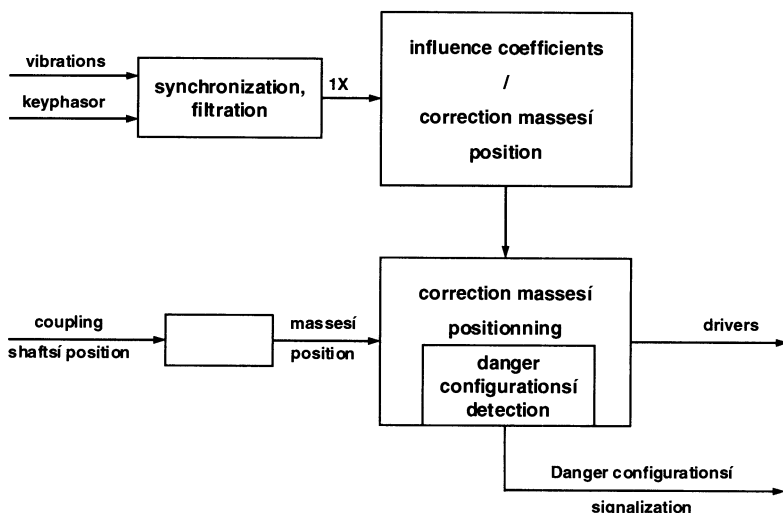 vibrations
keyphasor
synchronization,
filtration
1X
influence coefficients
/
correction massesí
position
coupling
shaftsí position
massesí
position
correction massesí
positionning
danger
configurationsí
detection
drivers
Danger configurationsí
signalization